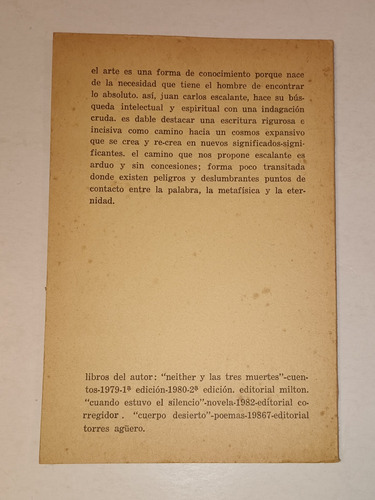 el arte es una forma de conocimiento porque nace
de la necesidad que tiene el hombre de encontrar
lo absoluto. así, juan carlos escalante, hace su bús-
queda intelectual y espiritual con una indagación
cruda. es dable destacar una escritura rigurosa e
incisiva como camino hacia un cosmos expansivo
que se crea y re-crea en nuevos significados-signi-
ficantes. el camino que nos propone escalante es
arduo y sin concesiones; forma poco transitada
donde existen peligros y deslumbrantes puntos de
contacto entre la palabra, la metafísica y la eter-
nidad.
libros del autor: "neither y las tres muertes"-cuen-
tos-1979-1ª edición-1980-2ª edición. editorial milton.
"cuando estuvo el silencio"-novela-1982-editorial co-
rregidor. "cuerpo desierto"-poemas-19867-editorial
torres agüero.